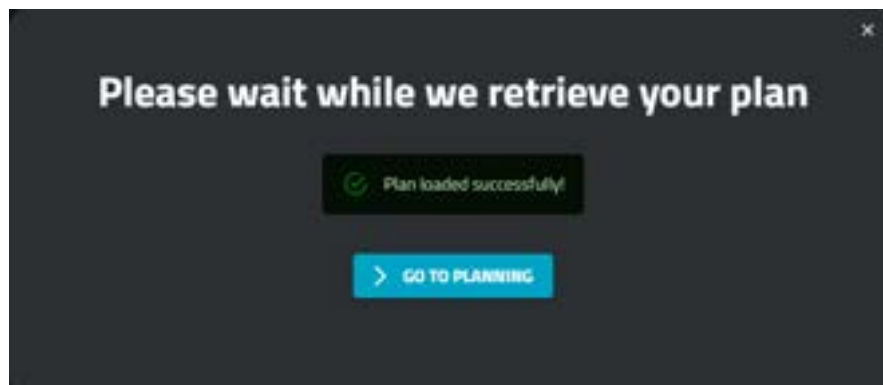 Please wait while we retrieve your plan
Plan loaded successfully!
GO TO PLANNING